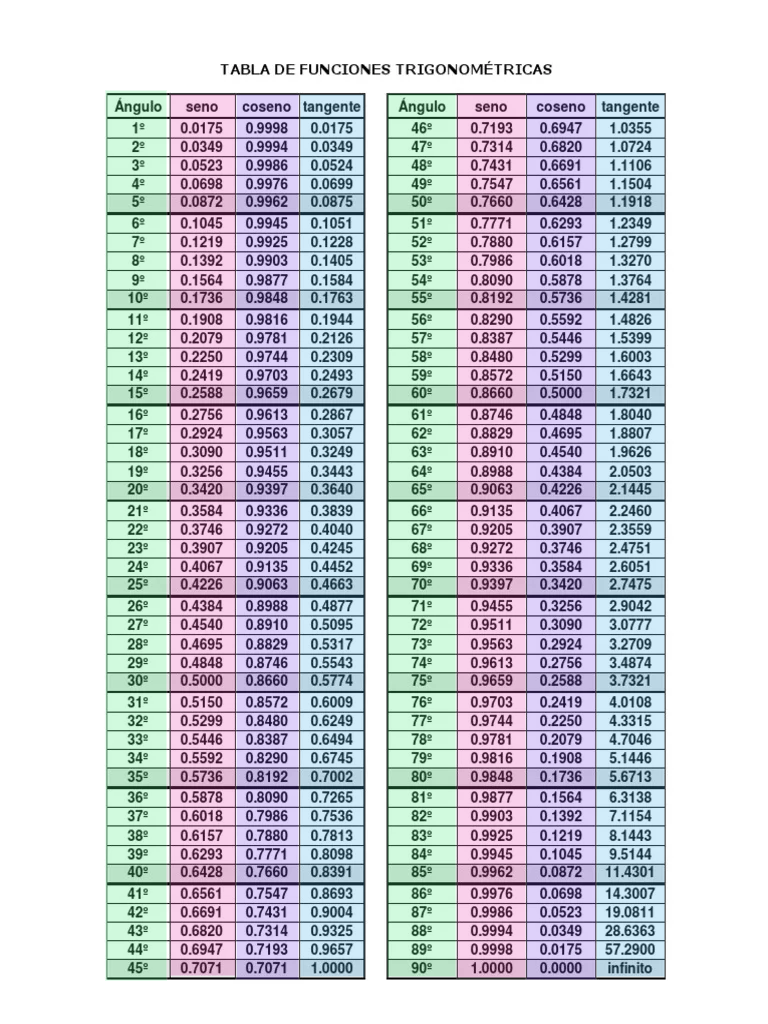 TABLA DE FUNCIONES TRIGONOMÉTRICAS
Ángulo seno coseno tangente Ángulo seno coseno tangente
1º 0.0175 0.9998 0.0175 46º 0.7193 0.6947 1.0355
2º 0.0349 0.9994 0.0349 47º 0.7314 0.6820 1.0724
3º 0.0523 0.9986 0.0524 48º 0.7431 0.6691 1.1106
4º 0.0698 0.9976 0.0699 49º 0.7547 0.6561 1.1504
5º 0.0872 0.9962 0.0875 50º 0.7660 0.6428 1.1918
6º 0.1045 0.9945 0.1051 51º 0.7771 0.6293 1.2349
7º 0.1219 0.9925 0.1228 52º 0.7880 0.6157 1.2799
8º 0.1392 0.9903 0.1405 53º 0.7986 0.6018 1.3270
9º 0.1564 0.9877 0.1584 54º 0.8090 0.5878 1.3764
10º 0.1736 0.9848 0.1763 55º 0.8192 0.5736 1.4281
11º 0.1908 0.9816 0.1944 56º 0.8290 0.5592 1.4826
12º 0.2079 0.9781 0.2126 57º 0.8387 0.5446 1.5399
13º 0.2250 0.9744 0.2309 58º 0.8480 0.5299 1.6003
14º 0.2419 0.9703 0.2493 59º 0.8572 0.5150 1.6643
15º 0.2588 0.9659 0.2679 60º 0.8660 0.5000 1.7321
16º 0.2756 0.9613 0.2867 61º 0.8746 0.4848 1.8040
17º 0.2924 0.9563 0.3057 62º 0.8829 0.4695 1.8807
18º 0.3090 0.9511 0.3249 63º 0.8910 0.4540 1.9626
19º 0.3256 0.9455 0.3443 64º 0.8988 0.4384 2.0503
20º 0.3420 0.9397 0.3640 65º 0.9063 0.4226 2.1445
21º 0.3584 0.9336 0.3839 66º 0.9135 0.4067 2.2460
22º 0.3746 0.9272 0.4040 67º 0.9205 0.3907 2.3559
23º 0.3907 0.9205 0.4245 68º 0.9272 0.3746 2.4751
24º 0.4067 0.9135 0.4452 69º 0.9336 0.3584 2.6051
25º 0.4226 0.9063 0.4663 70º 0.9397 0.3420 2.7475
26º 0.4384 0.8988 0.4877 71º 0.9455 0.3256 2.9042
27º 0.4540 0.8910 0.5095 72º 0.9511 0.3090 3.0777
28º 0.4695 0.8829 0.5317 73º 0.9563 0.2924 3.2709
29º 0.4848 0.8746 0.5543 74º 0.9613 0.2756 3.4874
30º 0.5000 0.8660 0.5774 75º 0.9659 0.2588 3.7321
31º 0.5150 0.8572 0.6009 76º 0.9703 0.2419 4.0108
32º 0.5299 0.8480 0.6249 77º 0.9744 0.2250 4.3315
33º 0.5446 0.8387 0.6494 78º 0.9781 0.2079 4.7046
34º 0.5592 0.8290 0.6745 79º 0.9816 0.1908 5.1446
35º 0.5736 0.8192 0.7002 80º 0.9848 0.1736 5.6713
36º 0.5878 0.8090 0.7265 81º 0.9877 0.1564 6.3138
37º 0.6018 0.7986 0.7536 82º 0.9903 0.1392 7.1154
38º 0.6157 0.7880 0.7813 83º 0.9925 0.1219 8.1443
39º 0.6293 0.7771 0.8098 84º 0.9945 0.1045 9.5144
40º 0.6428 0.7660 0.8391 85º 0.9962 0.0872 11.4301
41º 0.6561 0.7547 0.8693 86º 0.9976 0.0698 14.3007
42º 0.6691 0.7431 0.9004 87º 0.9986 0.0523 19.0811
43º 0.6820 0.7314 0.9325 88º 0.9994 0.0349 28.6363
44º 0.6947 0.7193 0.9657 89º 0.9998 0.0175 57.2900
45º 0.7071 0.7071 1.0000 90º 1.0000 0.0000 infinito